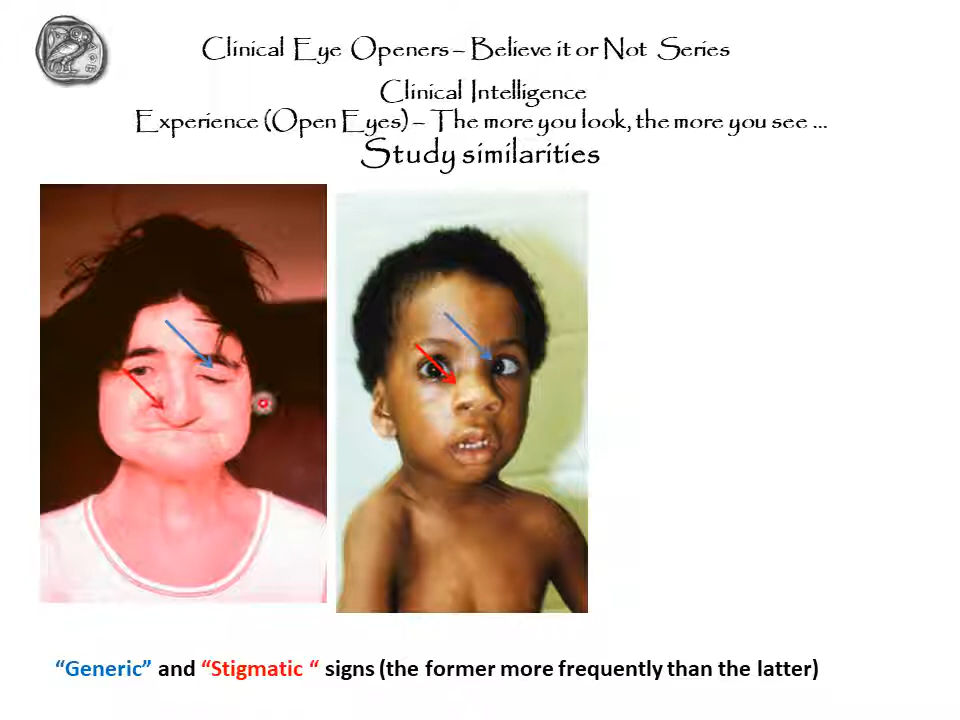 Clinical Eye Openers – Believe it or Not Series
Clinical Intelligence
Experience (Open Eyes) – The more you look, the more you see ...
Study similarities
“Generic” and “Stigmatic “ signs (the former more frequently than the latter)